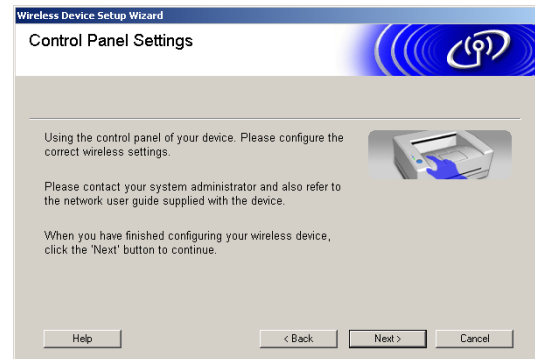 Wireless Device Setup Wizard
Control Panel Settings
Using the control panel of your device. Please configure the
correct wireless settings.
Please contact your system administrator and also refer to
the network user guide supplied with the device.
When you have finished configuring your wireless device,
click the 'Next' button to continue.
Help
< Back
Next >
Cancel